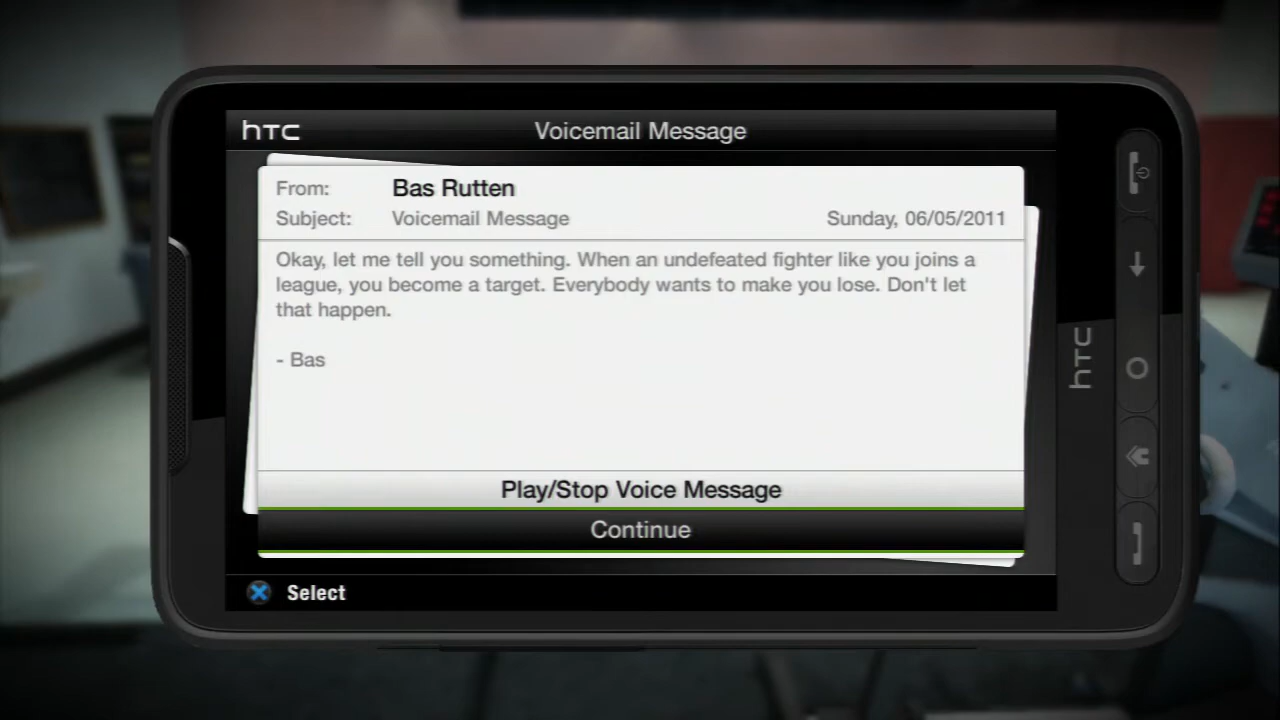 hTC
Voicemail Message
From: Bas Rutten
Subject: Voicemail Message Sunday, 06/05/2011
Okay, let me tell you something. When an undefeated fighter like you joins a
league, you become a target. Everybody wants to make you lose. Don't let
that happen.
- Bas
Play/Stop Voice Message
Continue
Select
hTC